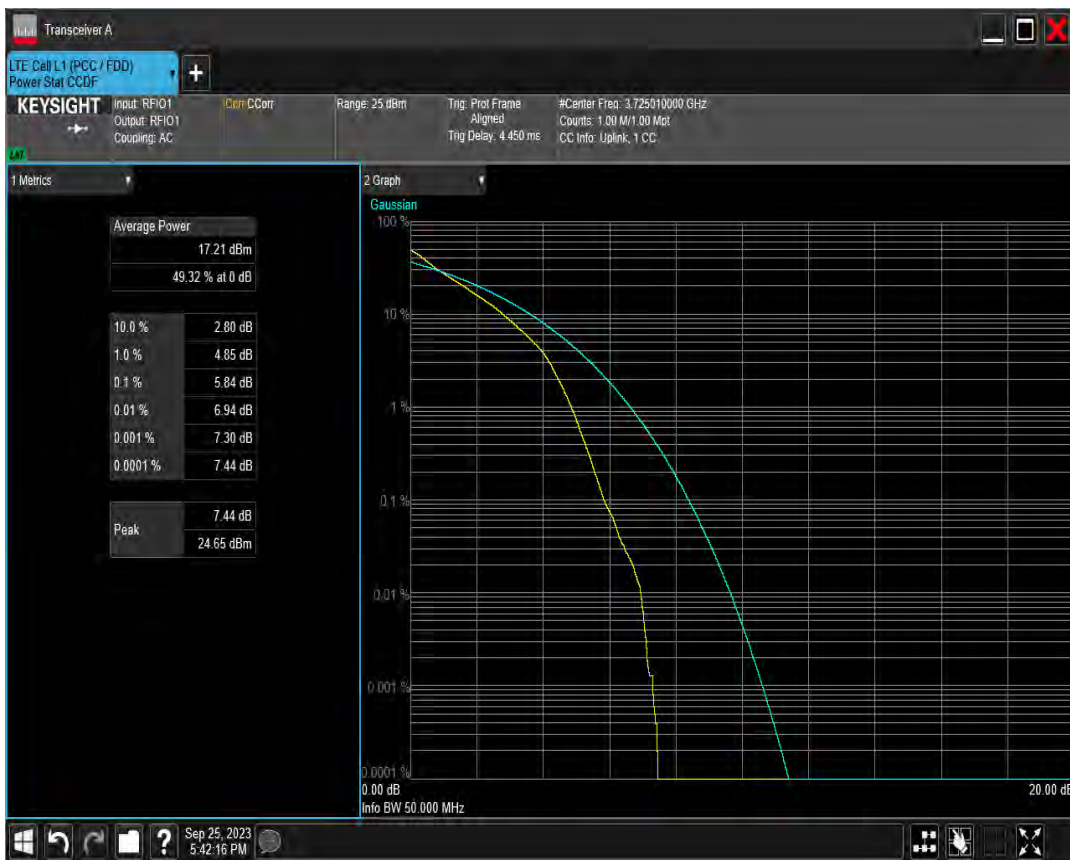 Transceiver A
LTE Cell L1 (PCC / FDD)
Power Stat CCDF
+
KEYSIGHT
Input: RFIO1
Output: RFIO1
Coupling: AC
Corr CCorr
Range: 25 dBm
Trig: Prot Frame
Aligned
Trig Delay: 4.450 ms
#Center Freq: 3.725010000 GHz
Counts: 1.00 M/1.00 Mpt
CC Info: Uplink, 1 CC
1 Metrics
Average Power
17.21 dBm
49.32 % at 0 dB
10.0 % 2.80 dB
1.0 % 4.85 dB
0.1 % 5.84 dB
0.01 % 6.94 dB
0.001 % 7.30 dB
0.0001 % 7.44 dB
Peak
7.44 dB
24.65 dBm
2 Graph
Gaussian
100 %
10 %
1 %
0.1 %
0.01 %
0.001 %
0.0001 %
0.00 dB
20.00 dB
Info BW 50.000 MHz
?
Sep 25, 2023
5:42:16 PM